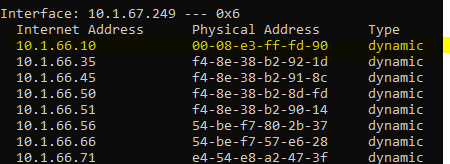 Interface: 10.1.67.249 --- 0x6
Internet Address Physical Address Type
10.1.66.10 00-08-e3-ff-fd-90 dynamic
10.1.66.35 f4-8e-38-b2-92-1d dynamic
10.1.66.45 f4-8e-38-b2-91-8c dynamic
10.1.66.50 f4-8e-38-b2-8d-fd dynamic
10.1.66.51 f4-8e-38-b2-90-14 dynamic
10.1.66.56 54-be-f7-80-2b-37 dynamic
10.1.66.66 54-be-f7-57-e6-28 dynamic
10.1.66.71 e4-54-e8-a2-47-3f dynamic